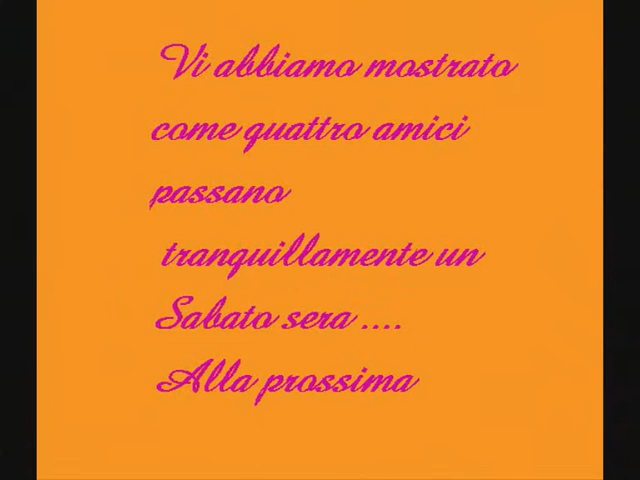 Vi abbiamo mostrato
come quattro amici
passano
tranquillamente un
Sabato sera ....
Alla prossima